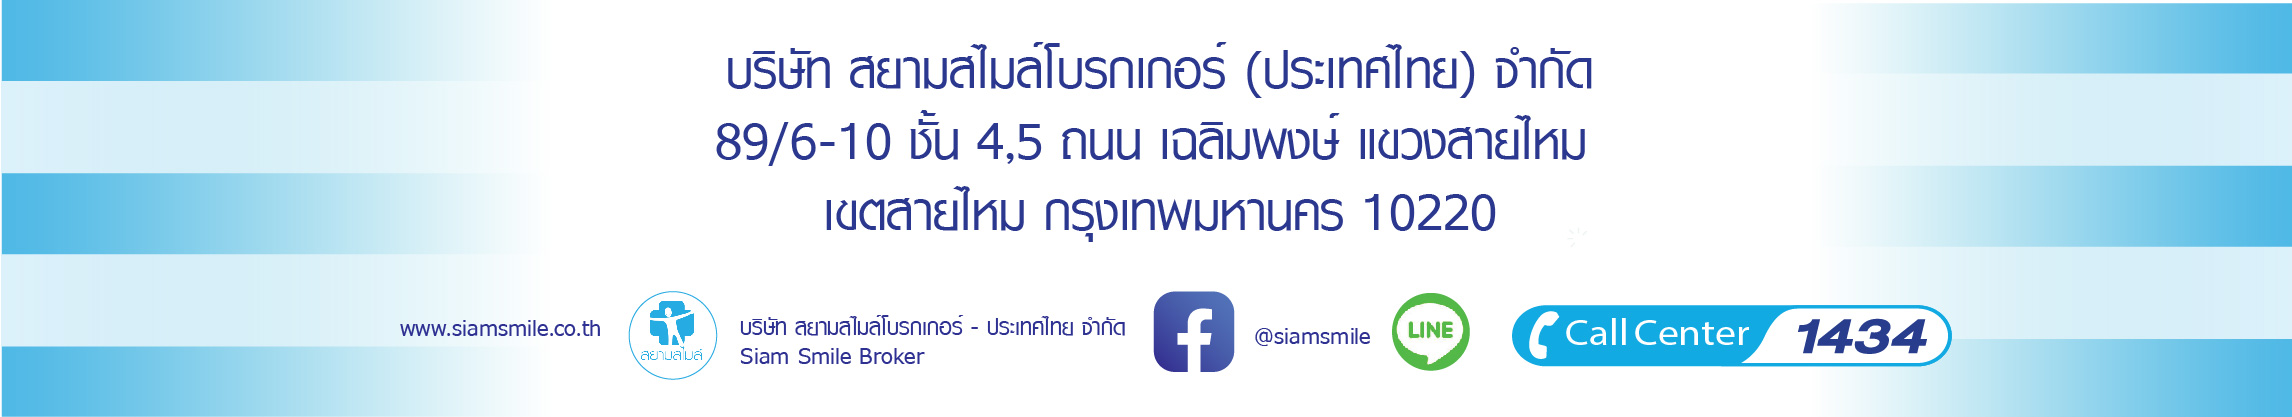 บริษัท สยามสไมล์โบรกเกอร์ (ประเทศไทย) จำกัด
89/6-10 ชั้น 4,5 ถนน เฉลิมพงษ์ แขวงสายไหม
เขตสายไหม กรุงเทพมหานคร 10220
www.siamsmile.co.th
สยามสไมล์
บริษัท สยามสไมล์โบรกเกอร์ - ประเทศไทย จำกัด
Siam Smile Broker
@siamsmile
LINE
Call Center 1434